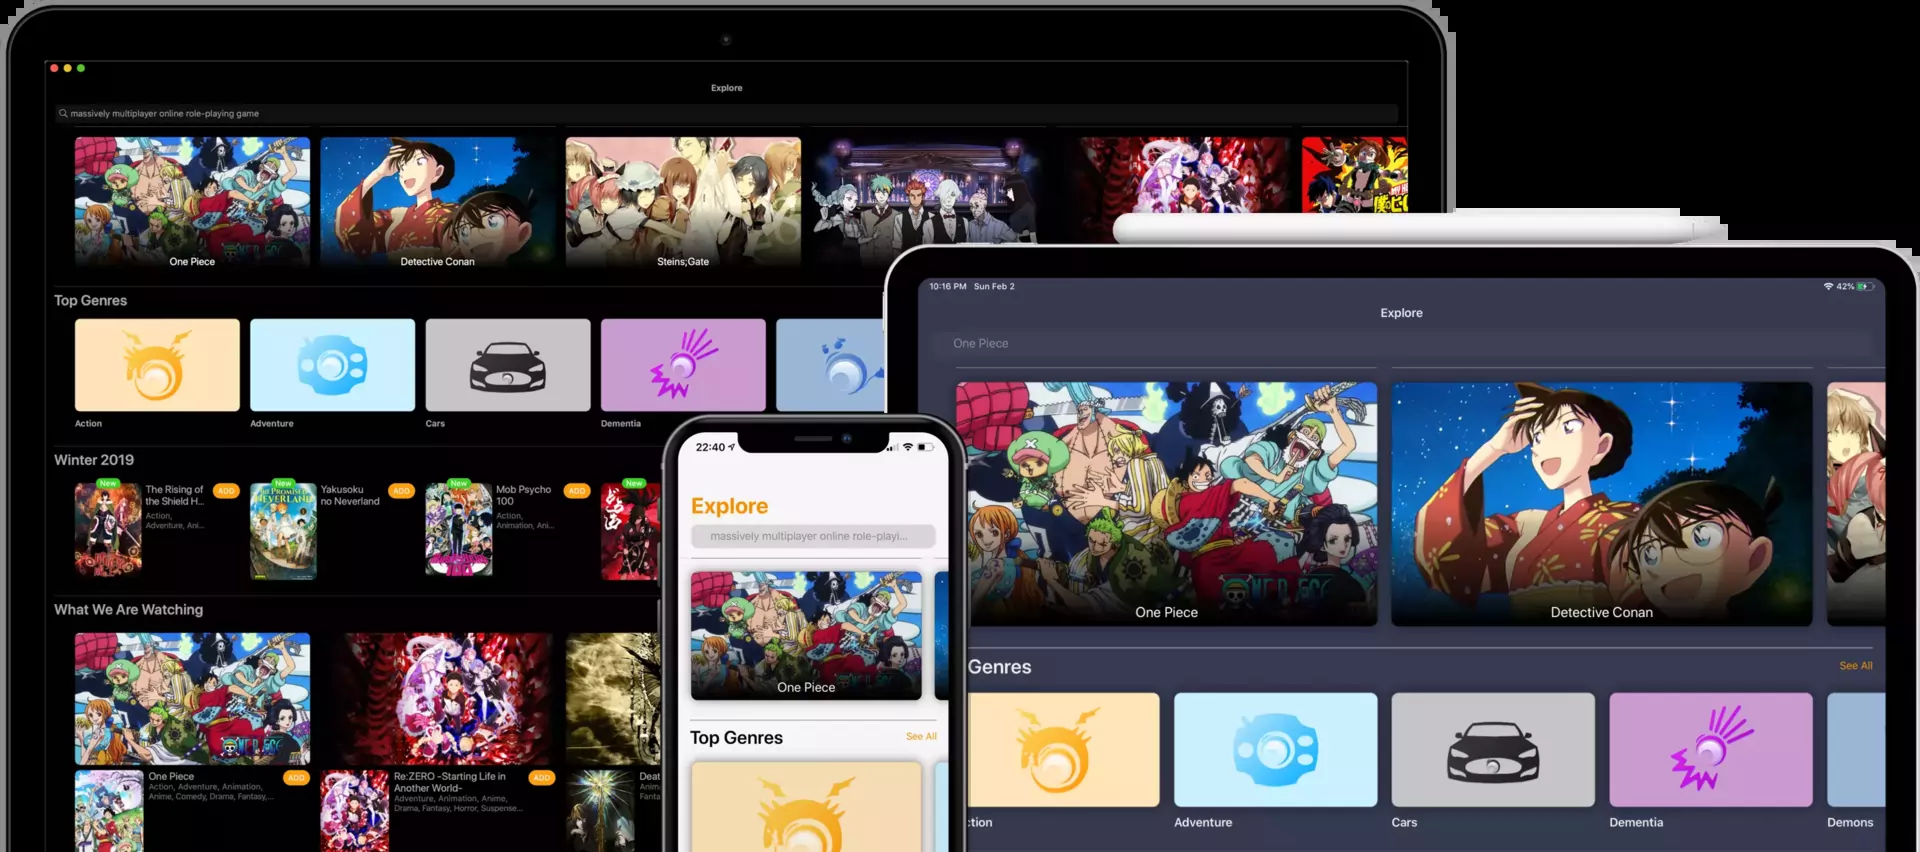 Explore
massively multiplayer online role-playing game
One Piece
Detective Conan
Steins;Gate
Top Genres
Action
Adventure
Cars
Dementia
Winter 2019
New
The Rising of
the Shield H...
ADD
Action,
Adventure, Ani...
New
Yakusoku
no Neverland
ADD
New
Mob Psycho
100
ADD
Action,
Animation, Ani...
New
What We Are Watching
One Piece
ADD
Action, Adventure, Animation,
Anime, Comedy, Drama, Fantasy,...
Re:ZERO -Starting Life in
Another World-
ADD
Adventure, Animation, Anime,
Drama, Fantasy, Horror, Suspense...
Deat
Anim
Fanta
22:40
Explore
massively multiplayer online role-playi...
One Piece
Top Genres
See All
10:16 PM Sun Feb 2
42%
Explore
One Piece
One Piece
Detective Conan
Genres
See All
ction
Adventure
Cars
Dementia
Demons